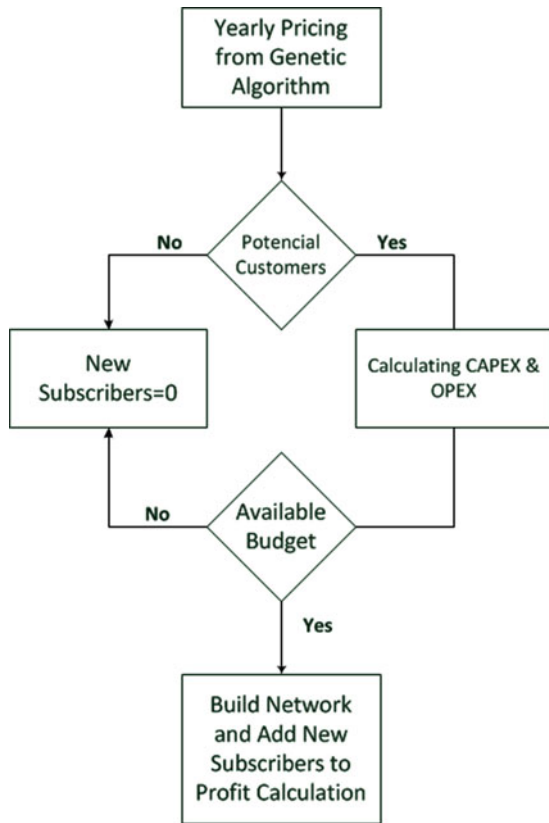 Yearly Pricing
from Genetic
Algorithm
No
Potencial
Customers
Yes
New
Subscribers=0
Calculating CAPEX &
OPEX
No
Available
Budget
Yes
Build Network
and Add New
Subscribers to
Profit Calculation